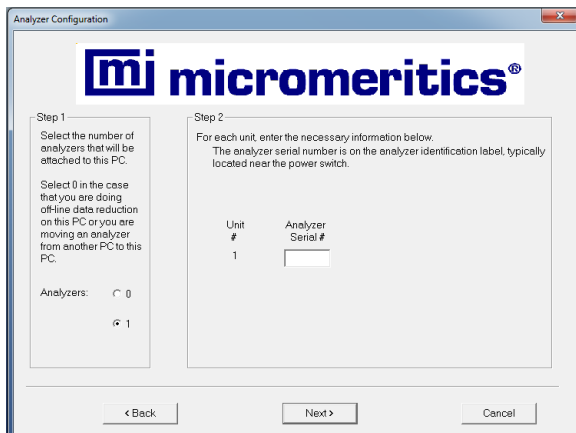 Analyzer Configuration
mi micromeritics®
Step 1
Select the number of
analyzers that will be
attached to this PC.
Select 0 in the case
that you are doing
off-line data reduction
on this PC or you are
moving an analyzer
from another PC to this
PC.
Analyzers:
0
1
Step 2
For each unit, enter the necessary information below.
The analyzer serial number is on the analyzer identification label, typically
located near the power switch.
Unit
#
Analyzer
Serial #
1
< Back
Next >
Cancel